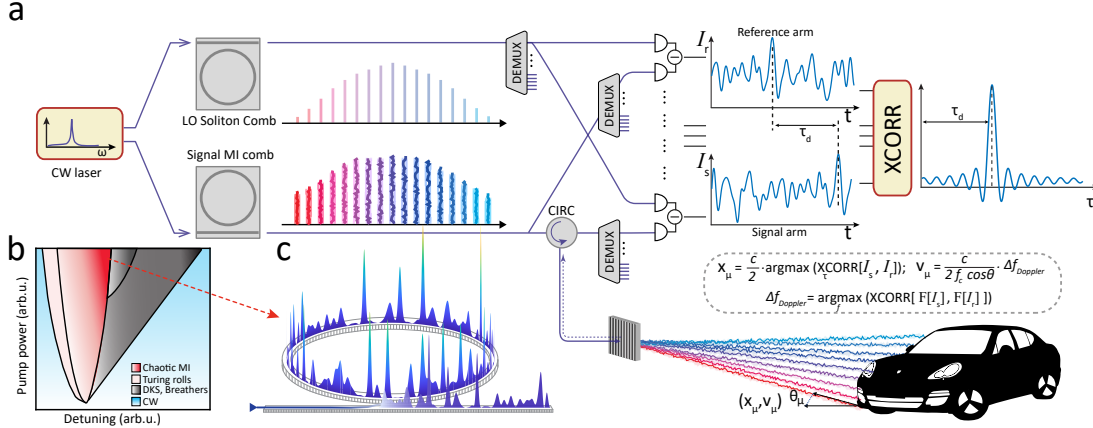 a
CW laser
ω
LO Soliton Comb
Signal MI comb
DEMUX
DEMUX
DEMUX
CIRC
I_r
Reference arm
t
τ_d
I_s
Signal arm
t
XCORR
τ_d
τ
x_μ = c/2 · argmax_τ (XCORR[I_s , I_r]); v_μ = c/(2 f_c cosθ) · Δf_Doppler
Δf_Doppler = argmax_f (XCORR[ F[I_s] , F[I_r] ])
b
Pump power (arb.u.)
Chaotic MI
Turing rolls
DKS, Breathers
CW
Detuning (arb.u.)
c
θ_μ
(x_μ,v_μ)